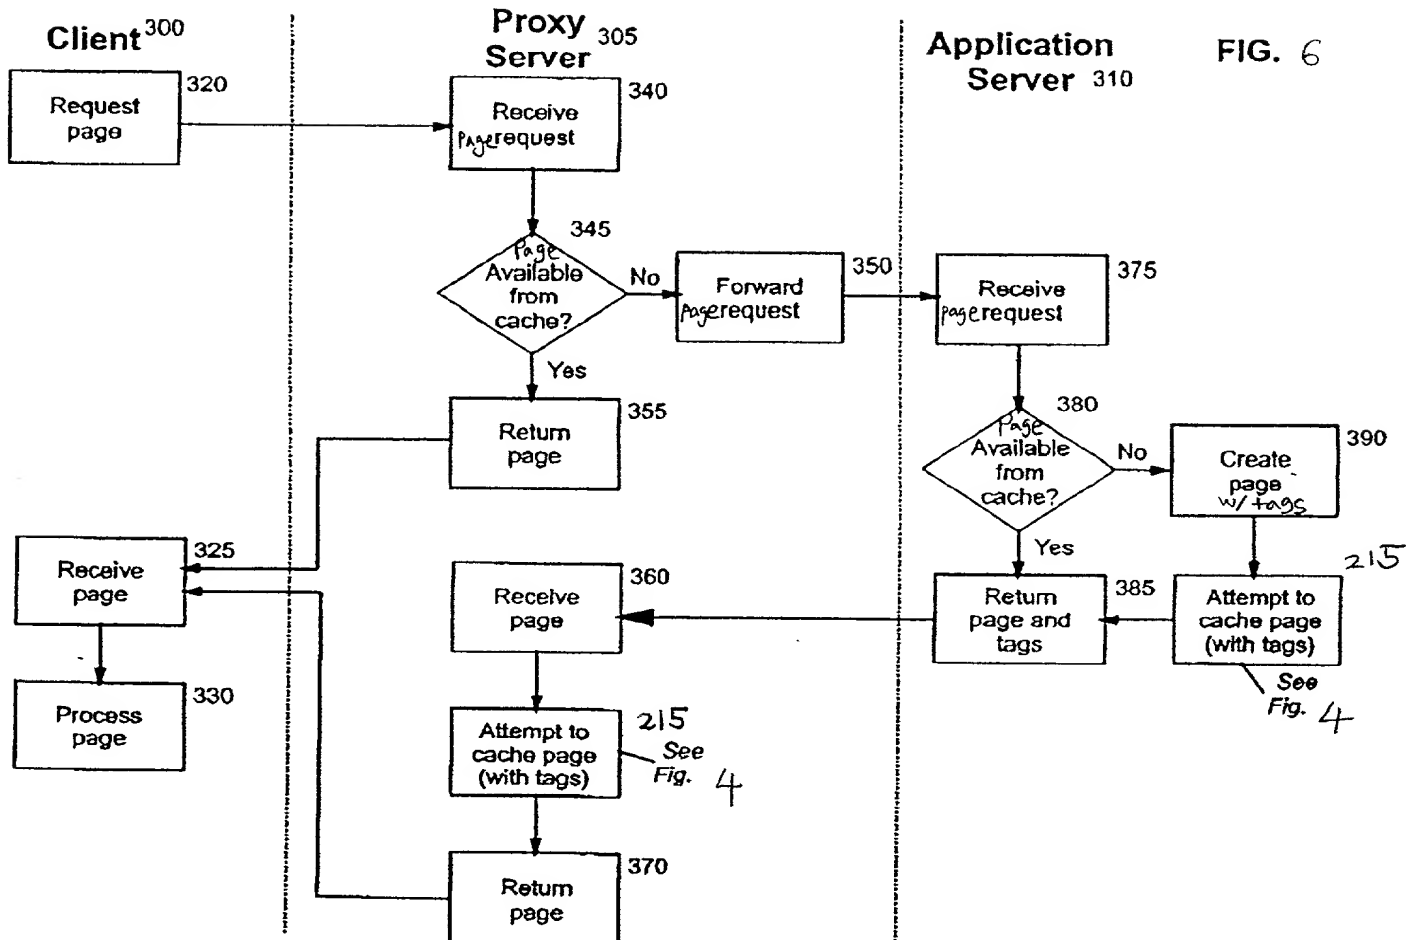 Client 300
Proxy
Server 305
Application
Server 310
FIG. 6
Request
page
320
Receive
page request
340
Page
Available
from
cache?
345
No
Yes
Forward
page request
350
Receive
page request
375
Return
page
355
Page
Available
from
cache?
380
No
Yes
Create
page
w/ tags
390
Receive
page
325
Receive
page
360
Return
page and
tags
385
Attempt to
cache page
(with tags)
215
See
Fig. 4
Process
page
330
Attempt to
cache page
(with tags)
215
See
Fig. 4
Return
page
370